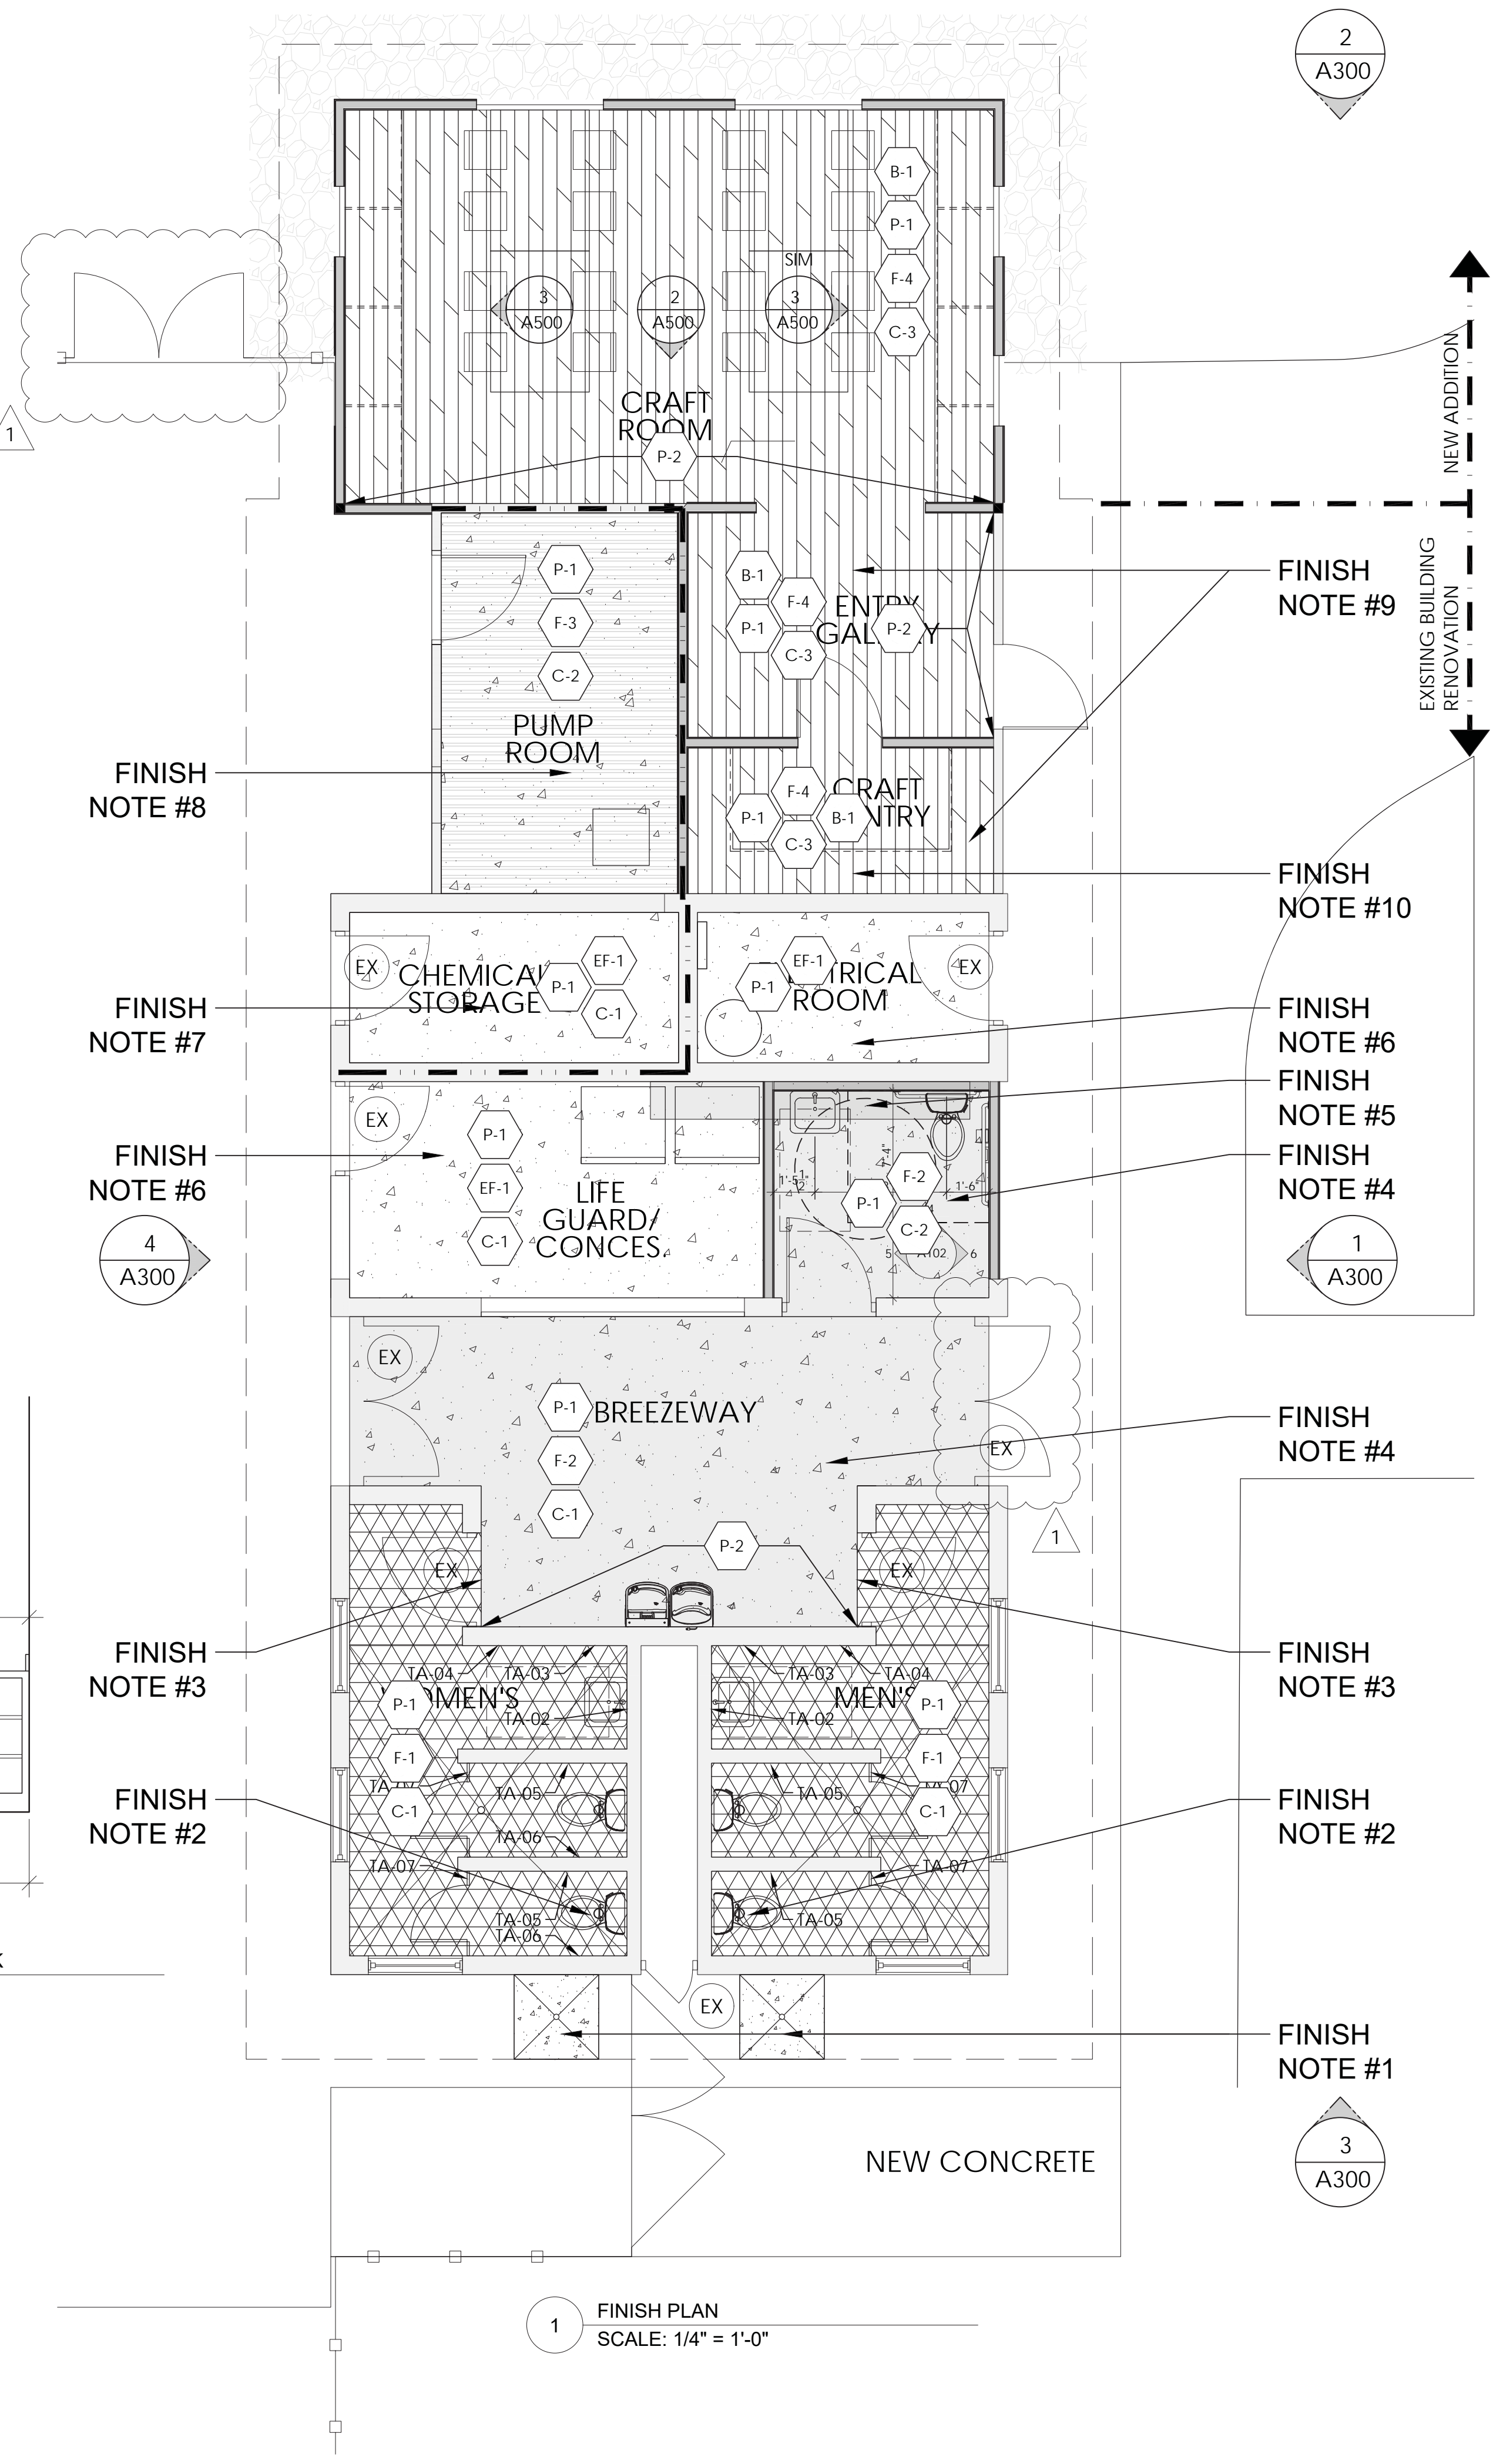 2
A300
B-1
P-1
F-4
C-3
SIM
3
A500
2
A500
3
A500
NEW ADDITION
CRAFT
ROOM
P-2
1
EXISTING BUILDING
RENOVATION
FINISH
NOTE #9
P-1
F-3
C-2
B-1
F-4
P-1
C-3
ENTRY
P-2
PUMP
ROOM
FINISH
NOTE #8
F-4
CRAFT
P-1
B-1
C-3
FINISH
NOTE #10
EX
CHEMICAL
STORAGE
EF-1
P-1
C-1
EF-1
P-1
ROOM
EX
FINISH
NOTE #7
FINISH
NOTE #6
FINISH
NOTE #5
FINISH
NOTE #4
EX
P-1
EF-1
C-1
LIFE
GUARD/
CONCES.
FINISH
NOTE #6
4
A300
1'-6"
F-2
P-1
C-2
5
6
1
A300
EX
P-1
BREEZEWAY
F-2
C-1
EX
FINISH
NOTE #4
P-2
1
EX
EX
FINISH
NOTE #3
FINISH
NOTE #3
TA-04
TA-03
TA-03
TA-04
P-1
MEN'S
P-1
TA-02
TA-02
F-1
F-1
TA-05
TA-05
C-1
C-1
TA-06
FINISH
NOTE #2
FINISH
NOTE #2
TA-07
TA-07
TA-05
TA-05
TA-06
EX
FINISH
NOTE #1
NEW CONCRETE
3
A300
1
FINISH PLAN
SCALE: 1/4" = 1'-0"